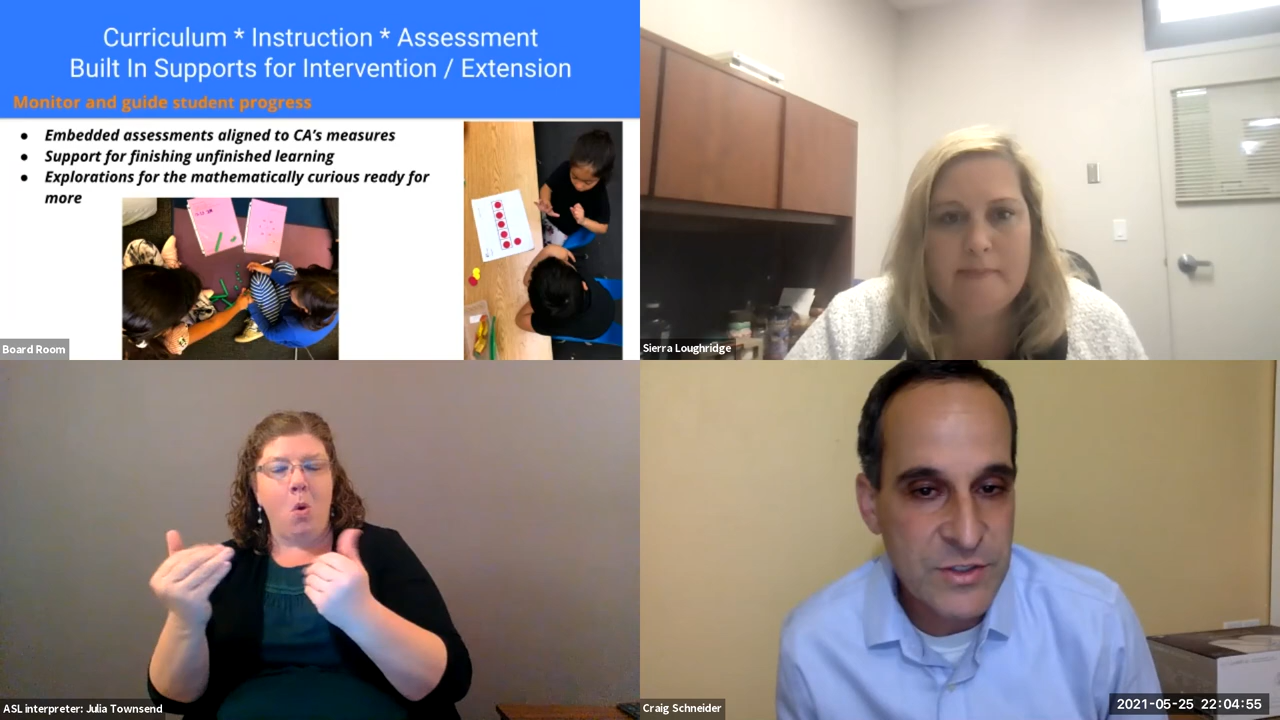 Curriculum * Instruction * Assessment
Built In Supports for Intervention / Extension
Monitor and guide student progress
● Embedded assessments aligned to CA's measures
● Support for finishing unfinished learning
● Explorations for the mathematically curious ready for
more
Board Room
Sierra Loughridge
ASL interpreter: Julia Townsend
Craig Schneider
2021-05-25 22:04:55